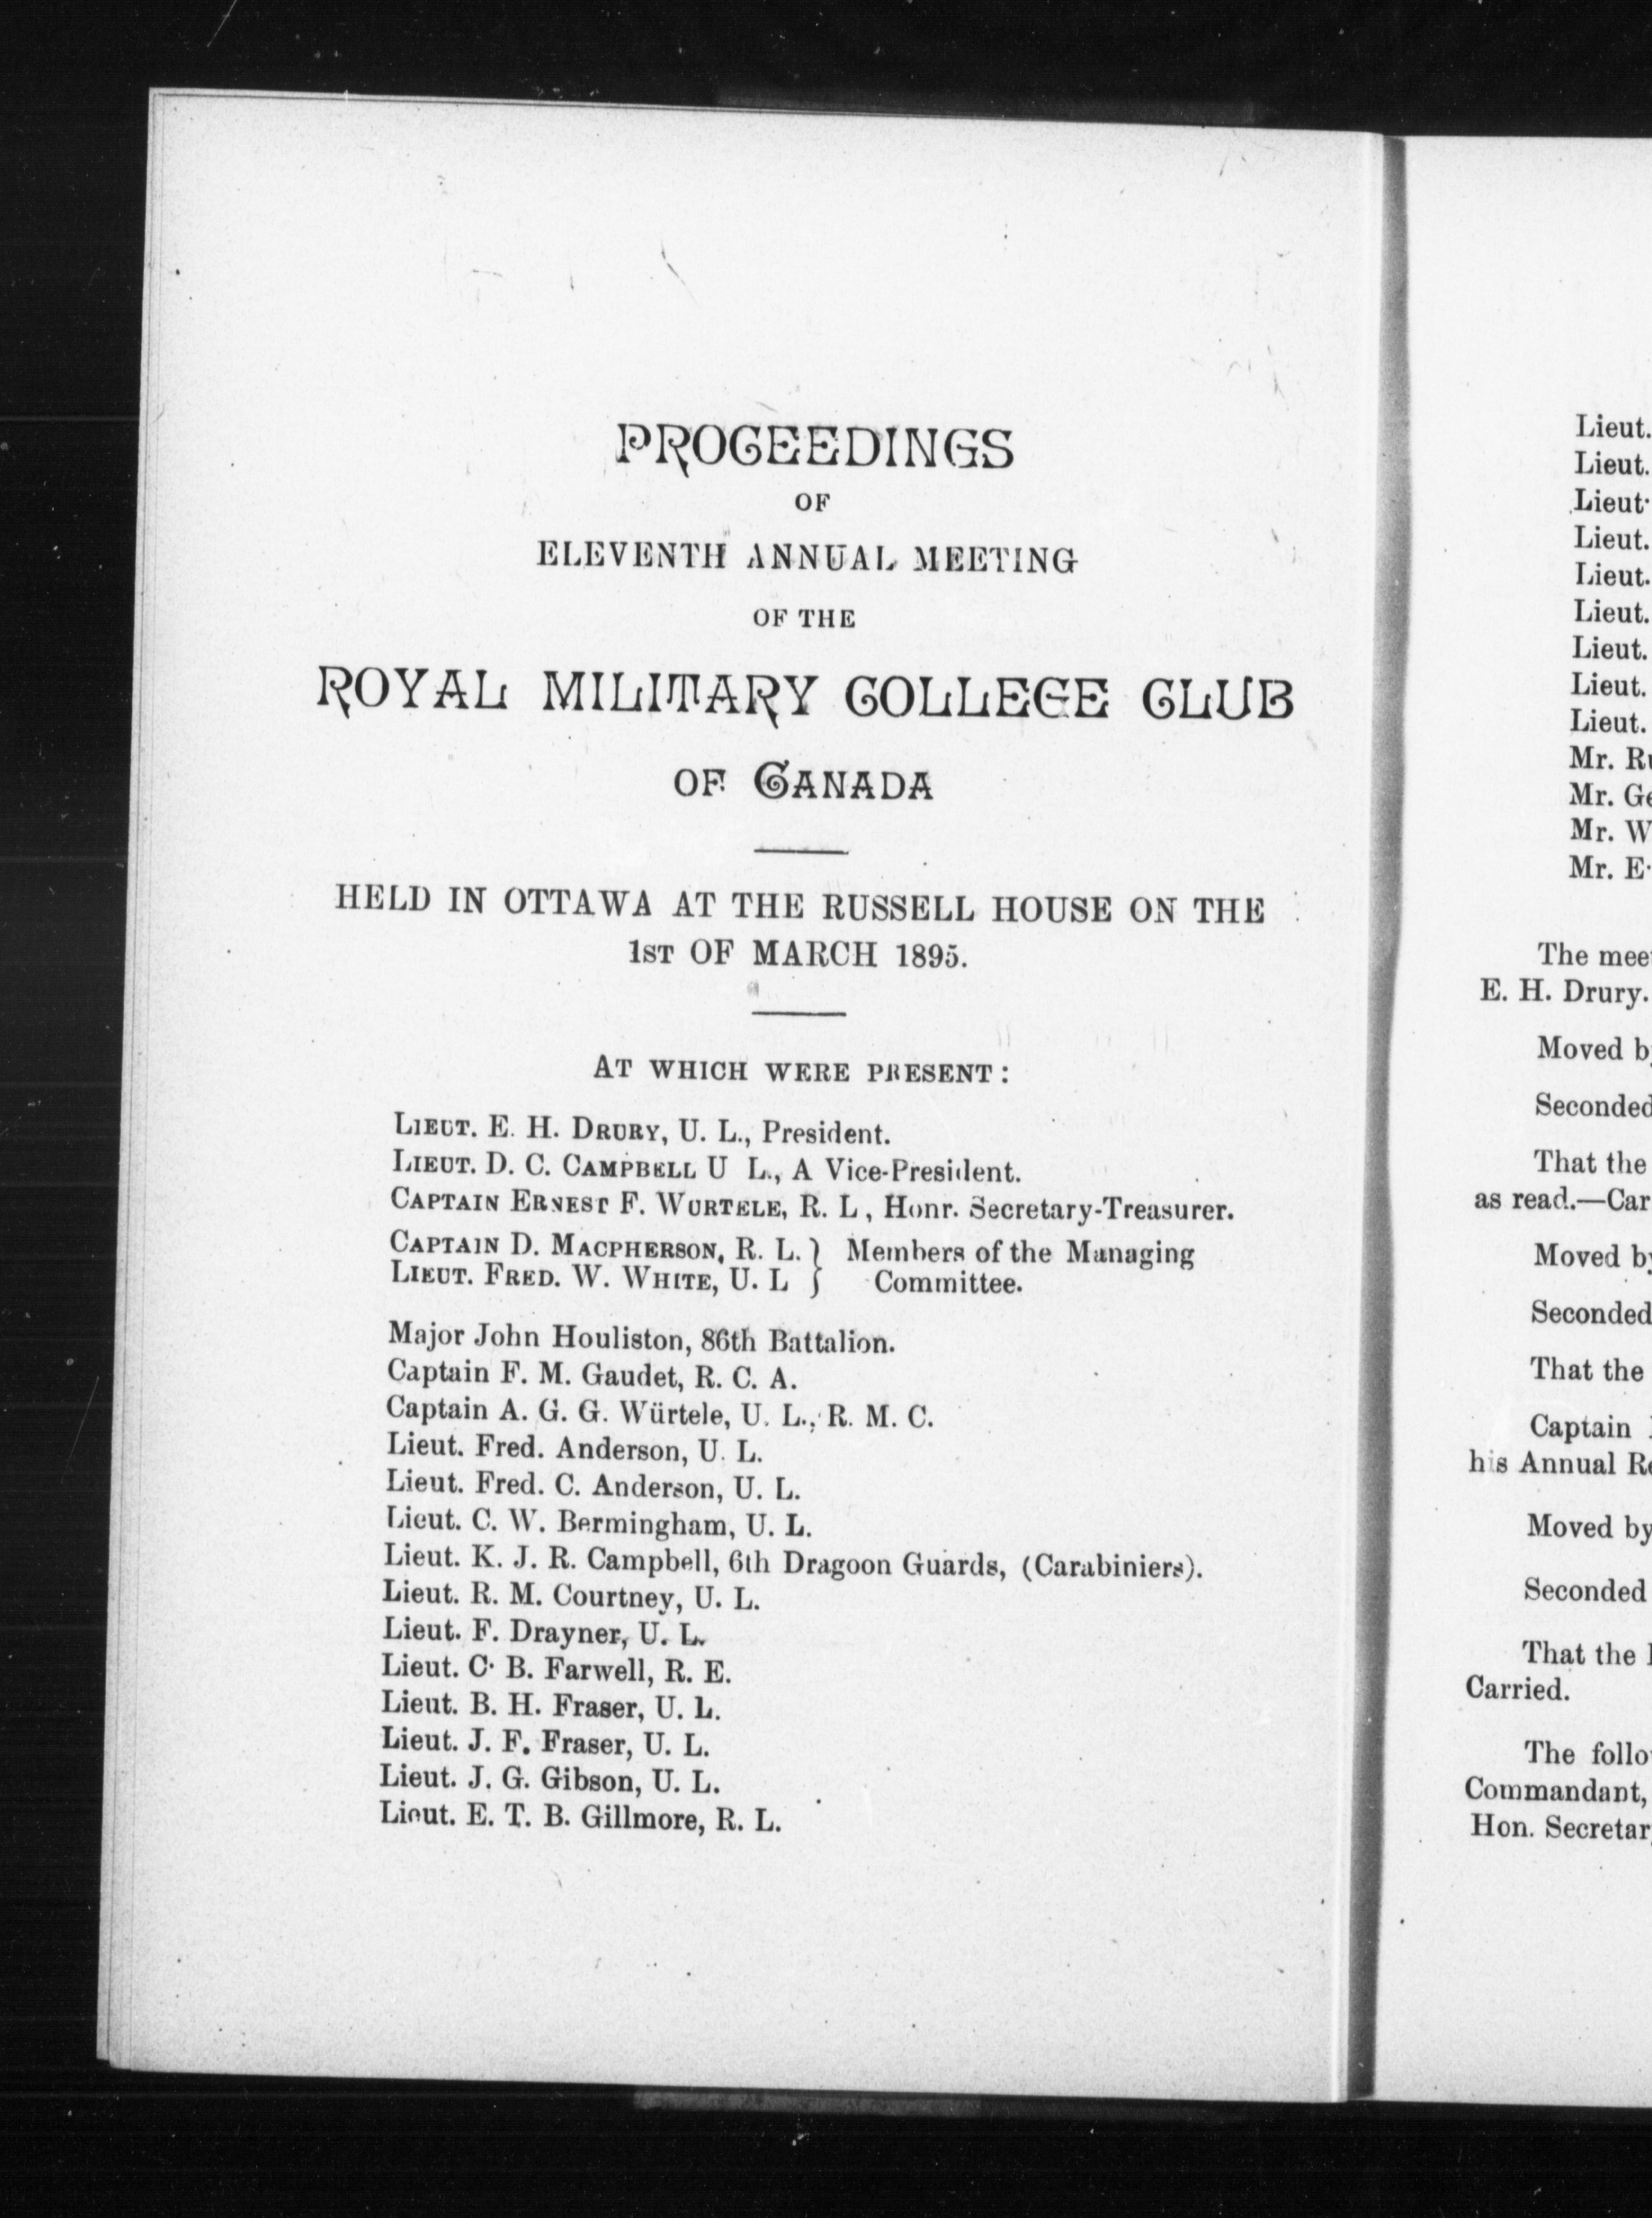 PROCEEDINGS
OF
ELEVENTH ANNUAL MEETING
OF THE
ROYAL MILITARY COLLEGE CLUB
OF CANADA
HELD IN OTTAWA AT THE RUSSELL HOUSE ON THE
1ST OF MARCH 1895.
AT WHICH WERE PRESENT:
LIEUT. E. H. DRURY, U. L., President.
LIEUT. D. C. CAMPBELL U L., A Vice-President.
CAPTAIN ERNEST F. WURTELE, R. L, Honr. Secretary-Treasurer.
CAPTAIN D. MACPHERSON, R. L. } Members of the Managing
LIEUT. FRED. W. WHITE, U. L } Committee.
Major John Houliston, 86th Battalion.
Captain F. M. Gaudet, R. C. A.
Captain A. G. G. Würtele, U. L., R. M. C.
Lieut. Fred. Anderson, U. L.
Lieut. Fred. C. Anderson, U. L.
Lieut. C. W. Bermingham, U. L.
Lieut. K. J. R. Campbell, 6th Dragoon Guards, (Carabiniers).
Lieut. R. M. Courtney, U. L.
Lieut. F. Drayner, U. L.
Lieut. C. B. Farwell, R. E.
Lieut. B. H. Fraser, U. L.
Lieut. J. F. Fraser, U. L.
Lieut. J. G. Gibson, U. L.
Lieut. E. T. B. Gillmore, R. L.
Lieut.
Lieut.
Lieut.
Lieut.
Lieut.
Lieut.
Lieut.
Lieut.
Lieut.
Mr.
Mr.
Mr. W
Mr. E.
The
E. H. Drury.
Moved
Seconded
That the
as read.—
Moved
Seconded
That the
Captain
his Annual
Moved by
Seconded
That the
Carried.
The
Commandant,
Hon.